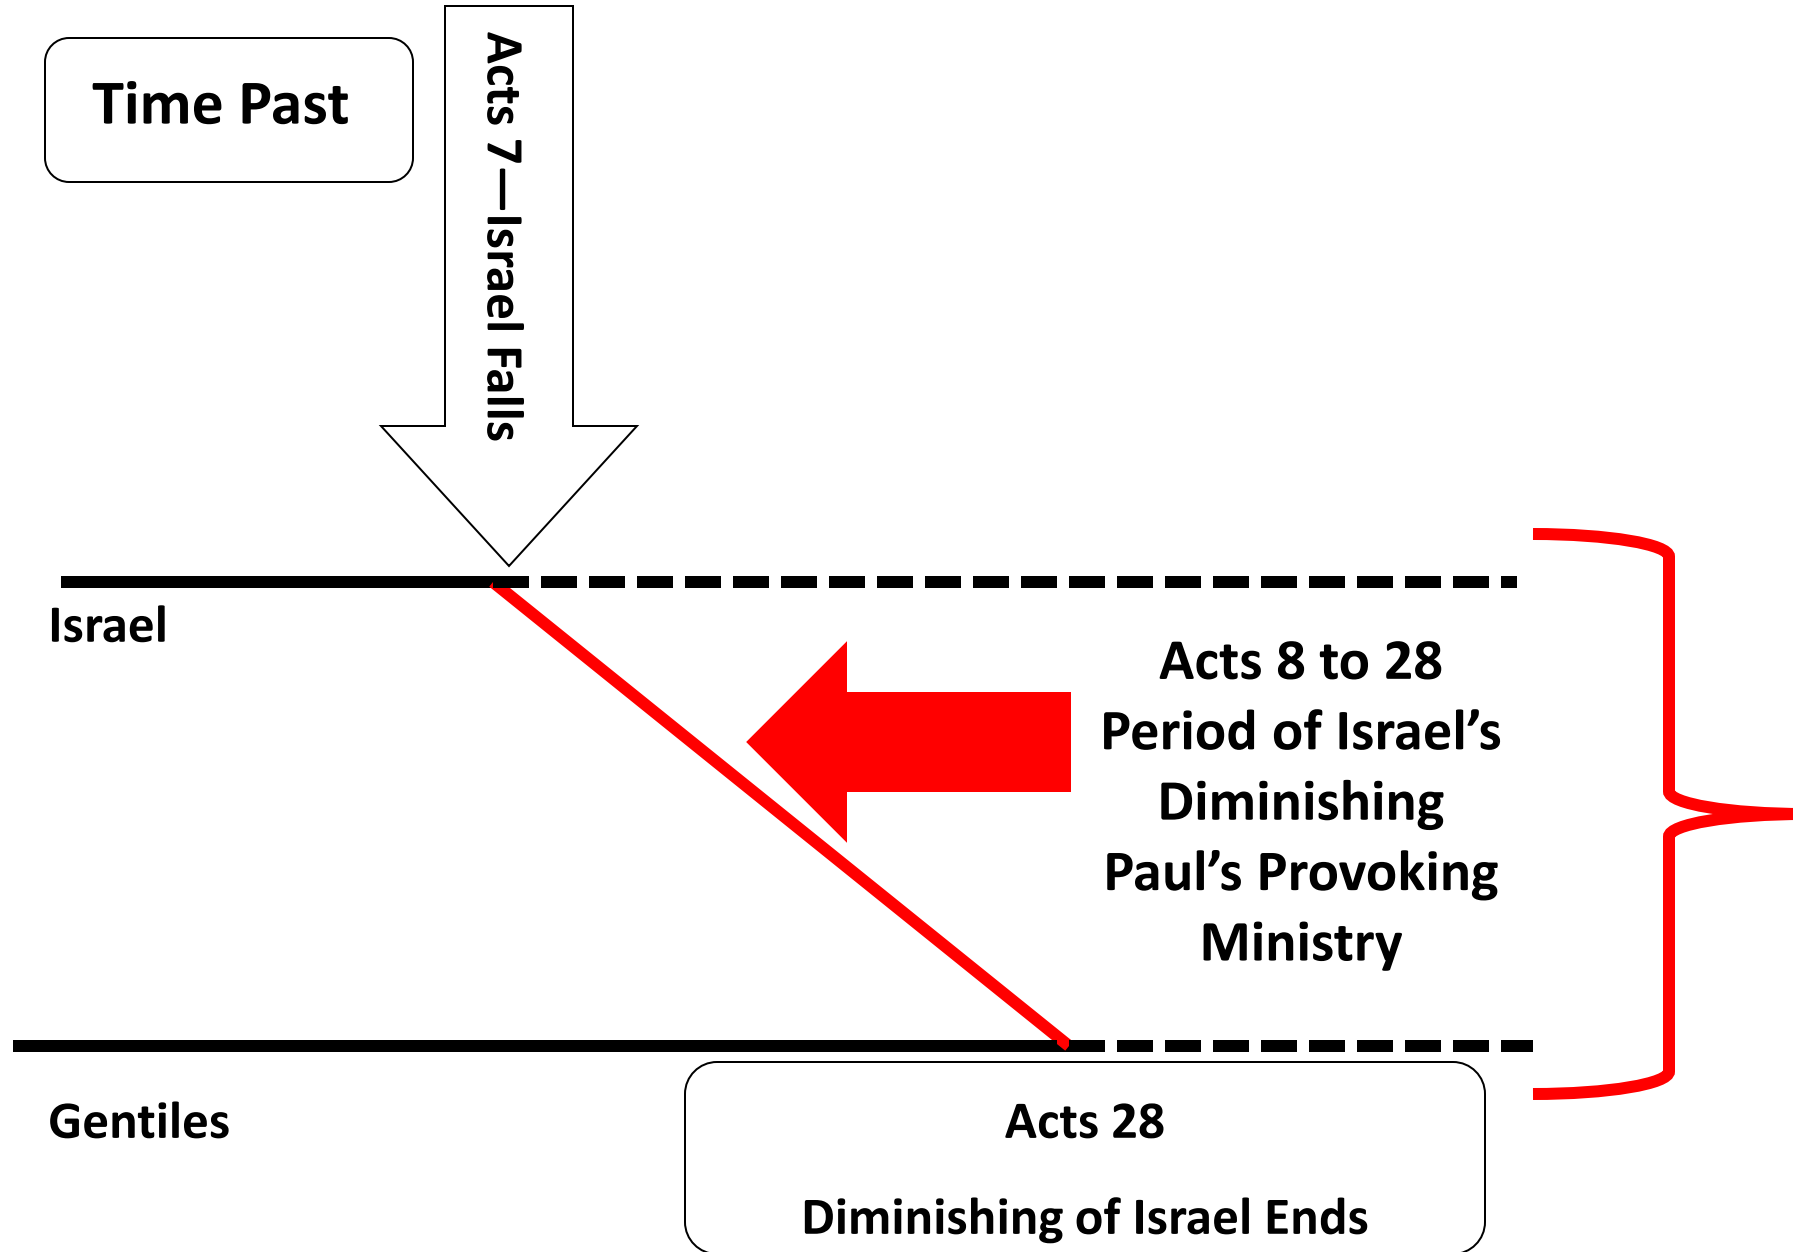 Time Past
Acts 7—Israel Falls
Israel
Acts 8 to 28
Period of Israel’s
Diminishing
Paul’s Provoking
Ministry
Gentiles
Acts 28
Diminishing of Israel Ends